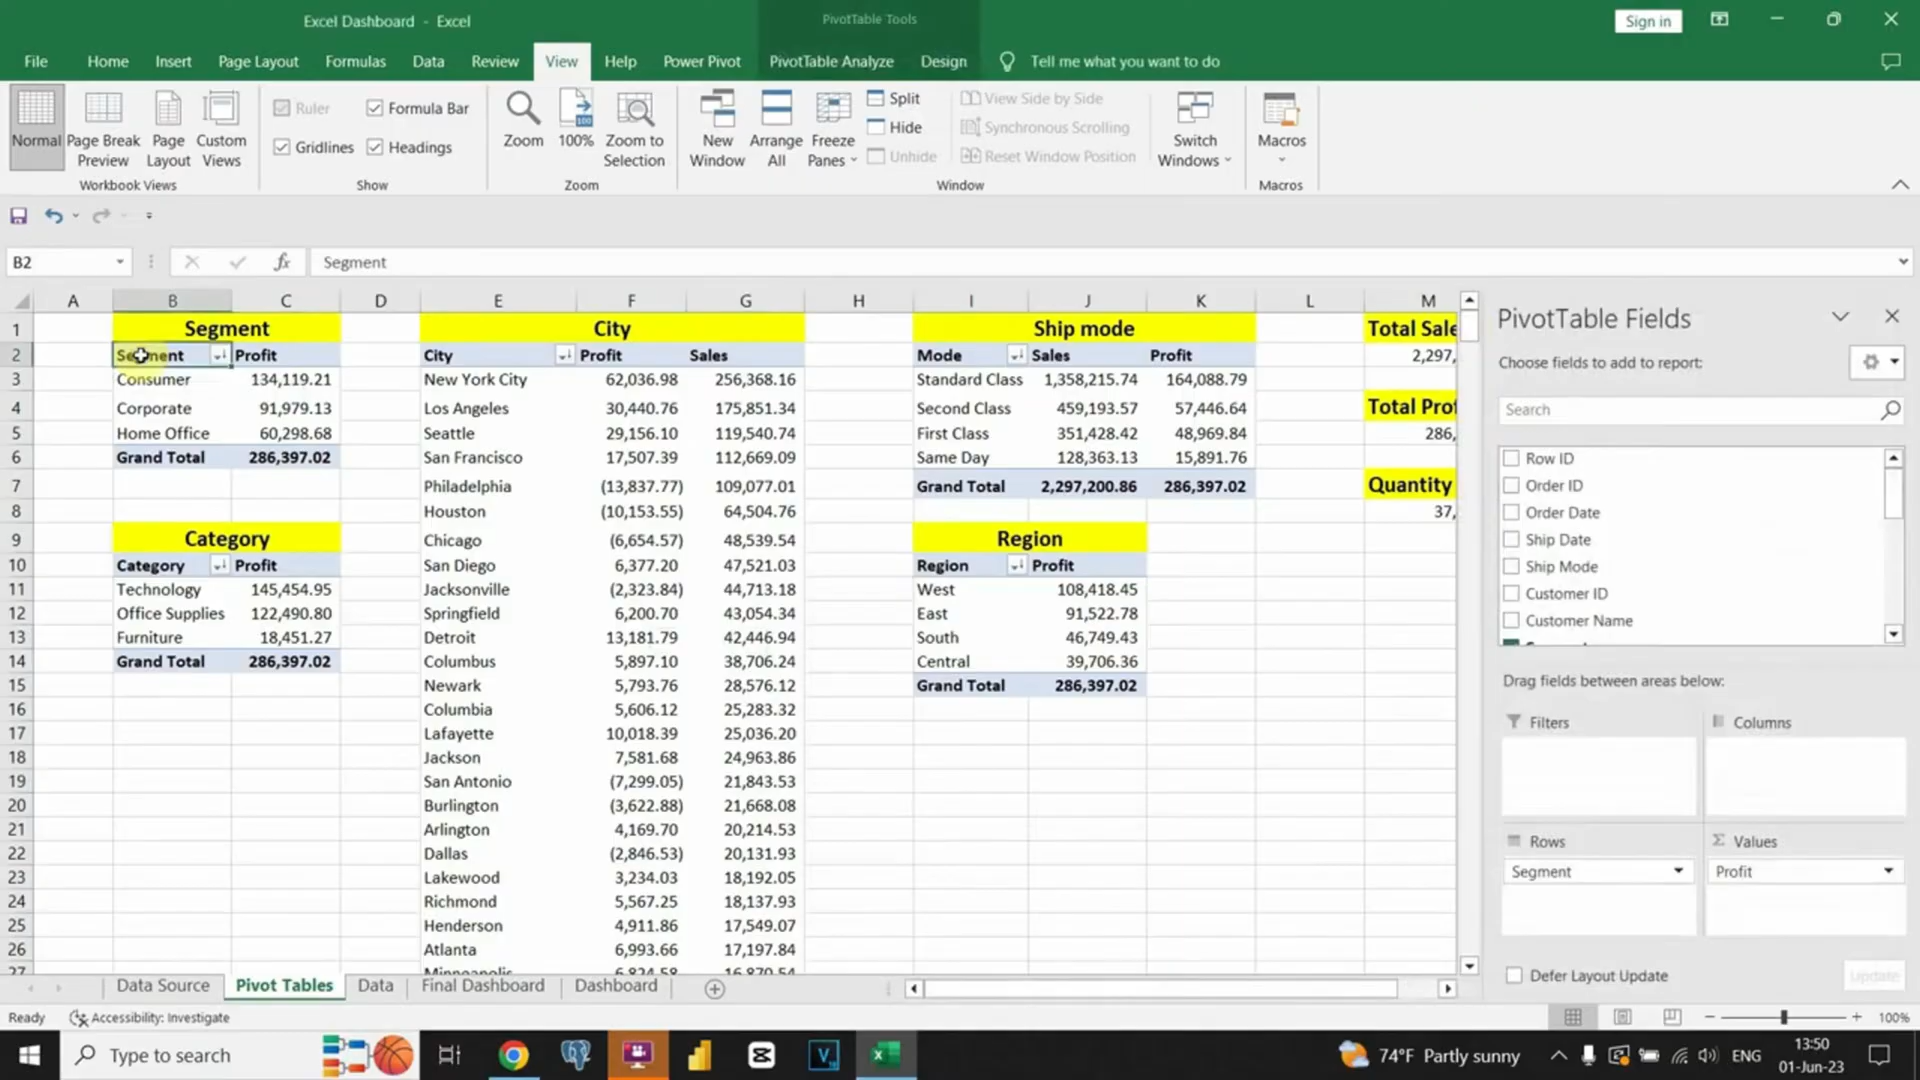 Excel Dashboard - Excel
PivotTable Tools
Sign in
File Home Insert Page Layout Formulas Data Review View Help Power Pivot PivotTable Analyze Design Tell me what you want to do
Normal
Page Break Preview
Page Layout
Custom Views
Workbook Views
Ruler
Formula Bar
Gridlines
Headings
Show
Zoom
100
100%
Zoom to Selection
Zoom
New Window
Arrange All
Freeze Panes
Split
Hide
Unhide
View Side by Side
Synchronous Scrolling
Reset Window Position
Window
Switch Windows
Macros
Macros
B2
fx
Segment
A B C D E F G H I J K L M
1 Segment City Ship mode Total Sale
2 Segment Profit City Profit Sales Mode Sales Profit 2,297,
3 Consumer 134,119.21 New York City 62,036.98 256,368.16 Standard Class 1,358,215.74 164,088.79
4 Corporate 91,979.13 Los Angeles 30,440.76 175,851.34 Second Class 459,193.57 57,446.64 Total Prof
5 Home Office 60,298.68 Seattle 29,156.10 119,540.74 First Class 351,428.42 48,969.84 286,
6 Grand Total 286,397.02 San Francisco 17,507.39 112,669.09 Same Day 128,363.13 15,891.76
7 Philadelphia (13,837.77) 109,077.01 Grand Total 2,297,200.86 286,397.02 Quantity
8 Houston (10,153.55) 64,504.76 37,
9 Category Chicago (6,654.57) 48,539.54 Region
10 Category Profit San Diego 6,377.20 47,521.03 Region Profit
11 Technology 145,454.95 Jacksonville (2,323.84) 44,713.18 West 108,418.45
12 Office Supplies 122,490.80 Springfield 6,200.70 43,054.34 East 91,522.78
13 Furniture 18,451.27 Detroit 13,181.79 42,446.94 South 46,749.43
14 Grand Total 286,397.02 Columbus 5,897.10 38,706.24 Central 39,706.36
15 Newark 5,793.76 28,576.12 Grand Total 286,397.02
16 Columbia 5,606.12 25,283.32
17 Lafayette 10,018.39 25,036.20
18 Jackson 7,581.68 24,963.86
19 San Antonio (7,299.05) 21,843.53
20 Burlington (3,622.88) 21,668.08
21 Arlington 4,169.70 20,214.53
22 Dallas (2,846.53) 20,131.93
23 Lakewood 3,234.03 18,192.05
24 Richmond 5,567.25 18,137.93
25 Henderson 4,911.86 17,549.07
26 Atlanta 6,993.66 17,197.84
27 Minneapolis 6,824.58 16,870.54
PivotTable Fields
Choose fields to add to report:
Search
Row ID
Order ID
Order Date
Ship Date
Ship Mode
Customer ID
Customer Name
Drag fields between areas below:
Filters
Columns
Rows
Σ Values
Segment
Profit
Defer Layout Update
Update
Data Source Pivot Tables Data Final Dashboard Dashboard
Ready Accessibility: Investigate
100%
Type to search
74°F Partly sunny
ENG
13:50
01-Jun-23